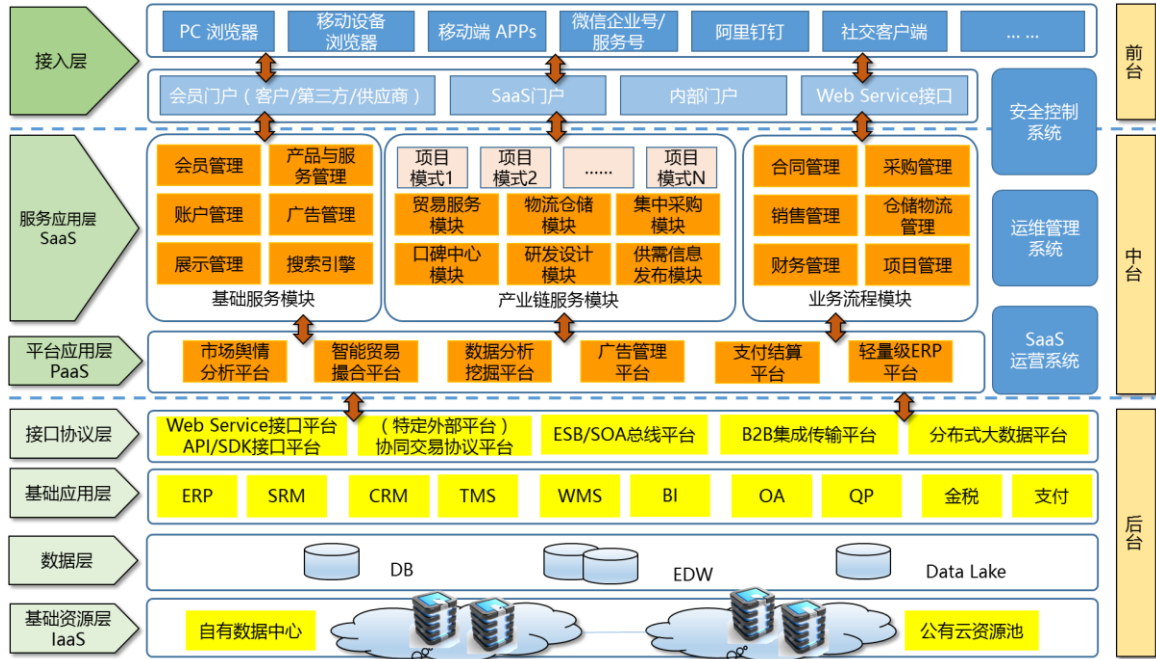 接入层
PC 浏览器
移动设备
浏览器
移动端 APPs
微信企业号/
服务号
阿里钉钉
社交客户端
... ...
前台
会员门户（客户/第三方/供应商）
SaaS门户
内部门户
Web Service接口
安全控制
系统
服务应用层
SaaS
会员管理
产品与服
务管理
账户管理
广告管理
展示管理
搜索引擎
基础服务模块
项目
模式1
项目
模式2
......
项目
模式N
贸易服务
模块
物流仓储
模块
集中采购
模块
口碑中心
模块
研发设计
模块
供需信息
发布模块
产业链服务模块
合同管理
采购管理
销售管理
仓储物流
管理
财务管理
项目管理
业务流程模块
运维管理
系统
中台
平台应用层
PaaS
市场舆情
分析平台
智能贸易
撮合平台
数据分析
挖掘平台
广告管理
平台
支付结算
平台
轻量级ERP
平台
SaaS
运营系统
接口协议层
Web Service接口平台
API/SDK接口平台
（特定外部平台）
协同交易协议平台
ESB/SOA总线平台
B2B集成传输平台
分布式大数据平台
基础应用层
ERP
SRM
CRM
TMS
WMS
BI
OA
QP
金税
支付
后台
数据层
DB
EDW
Data Lake
基础资源层
IaaS
自有数据中心
公有云资源池